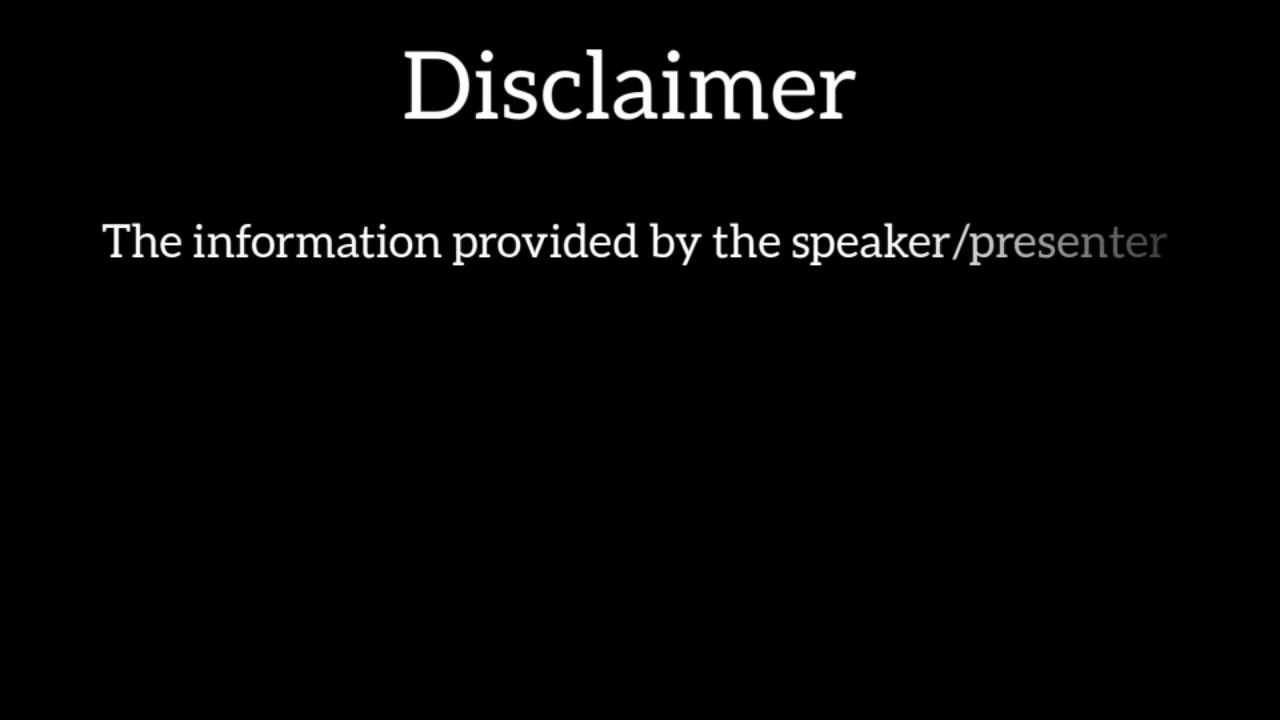 Disclaimer
The information provided by the speaker/presenter